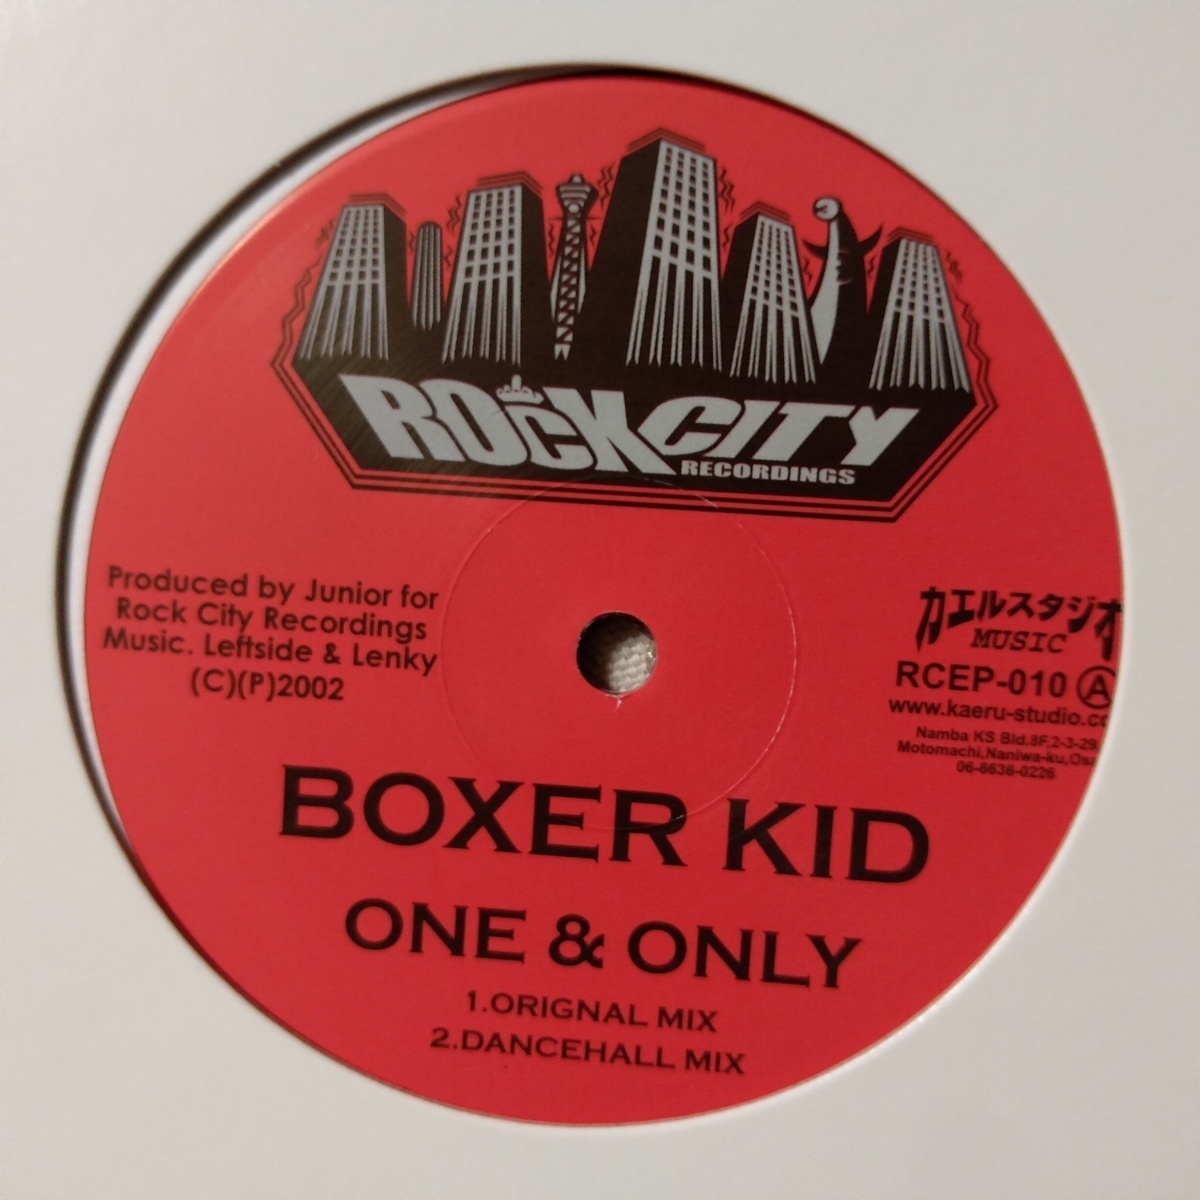 ROCK CITY
RECORDINGS
Produced by Junior for
Rock City Recordings
Music. Leftside & Lenky
(C)(P)2002
カエルスタジオ
MUSIC
RCEP-010 A
www.kaeru-studio.co
Namba KS Bld.8F,2-3-29,
Motomachi,Naniwa-ku,Osa
06-6636-0226
BOXER KID
ONE & ONLY
1.ORIGNAL MIX
2.DANCEHALL MIX